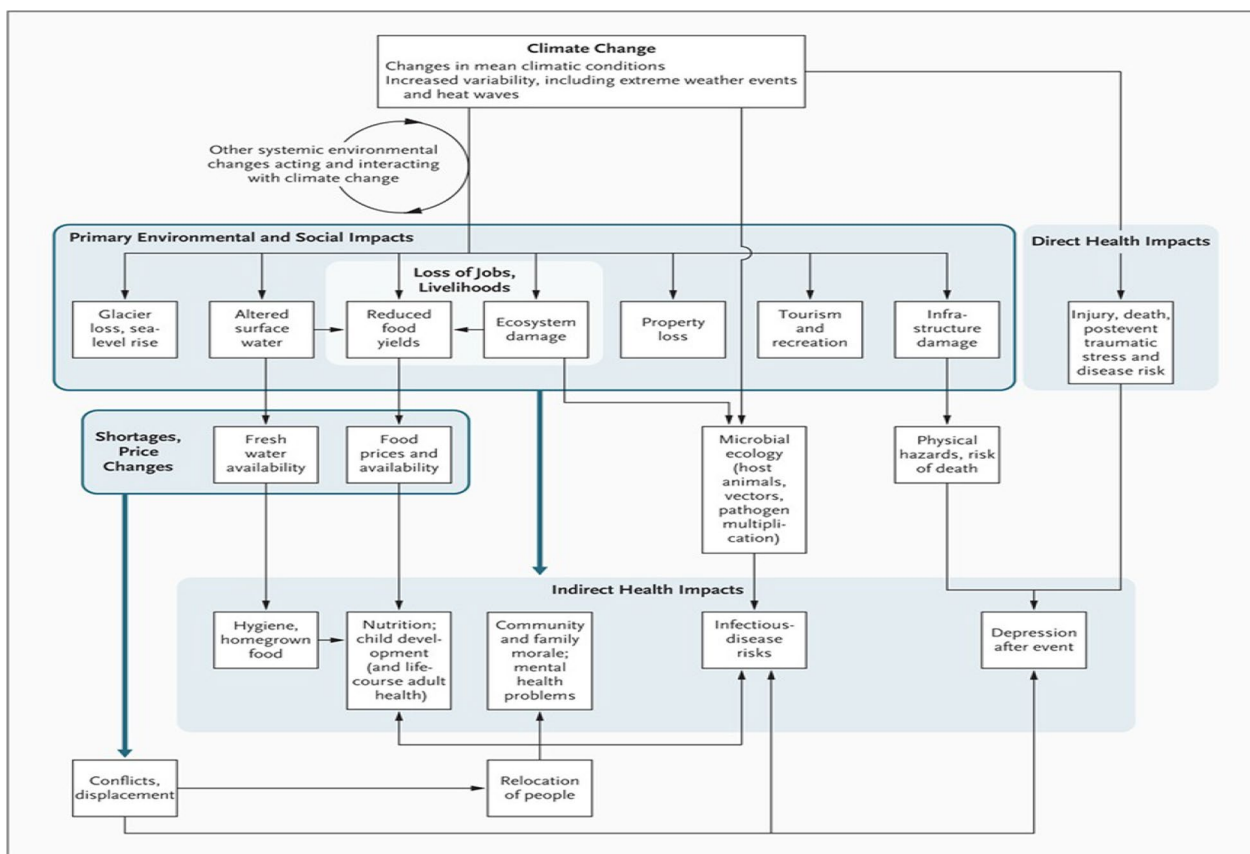 Climate Change
Changes in mean climatic conditions
Increased variability, including extreme weather events
and heat waves
Other systemic environmental
changes acting and interacting
with climate change
Primary Environmental and Social Impacts
Direct Health Impacts
Loss of Jobs,
Livelihoods
Glacier
loss, sea-
level rise
Altered
surface
water
Reduced
food
yields
Ecosystem
damage
Property
loss
Tourism
and
recreation
Infra-
structure
damage
Injury, death,
postevent
traumatic
stress and
disease risk
Shortages,
Price
Changes
Fresh
water
availability
Food
prices and
availability
Microbial
ecology
(host
animals,
vectors,
pathogen
multipli-
cation)
Physical
hazards, risk
of death
Indirect Health Impacts
Hygiene,
homegrown
food
Nutrition;
child devel-
opment
(and life-
course adult
health)
Community
and family
morale;
mental
health
problems
Infectious-
disease
risks
Depression
after event
Conflicts,
displacement
Relocation
of people